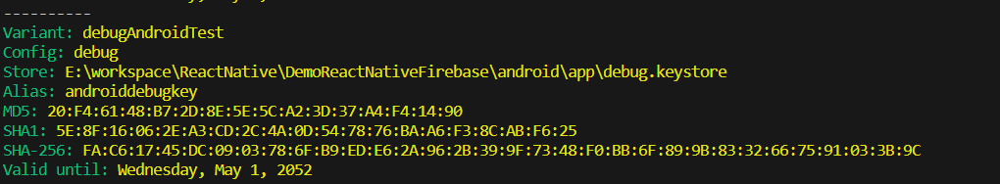 ----------
Variant: debugAndroidTest
Config: debug
Store: E:\workspace\ReactNative\DemoReactNativeFirebase\android\app\debug.keystore
Alias: androiddebugkey
MD5: 20:F4:61:48:B7:2D:8E:5E:5C:A2:3D:37:A4:F4:14:90
SHA1: 5E:8F:16:06:2E:A3:CD:2C:4A:0D:54:78:76:BA:A6:F3:8C:AB:F6:25
SHA-256: FA:C6:17:45:DC:09:03:78:6F:B9:ED:E6:2A:96:2B:39:9F:73:48:F0:BB:6F:89:9B:83:32:66:75:91:03:3B:9C
Valid until: Wednesday, May 1, 2052